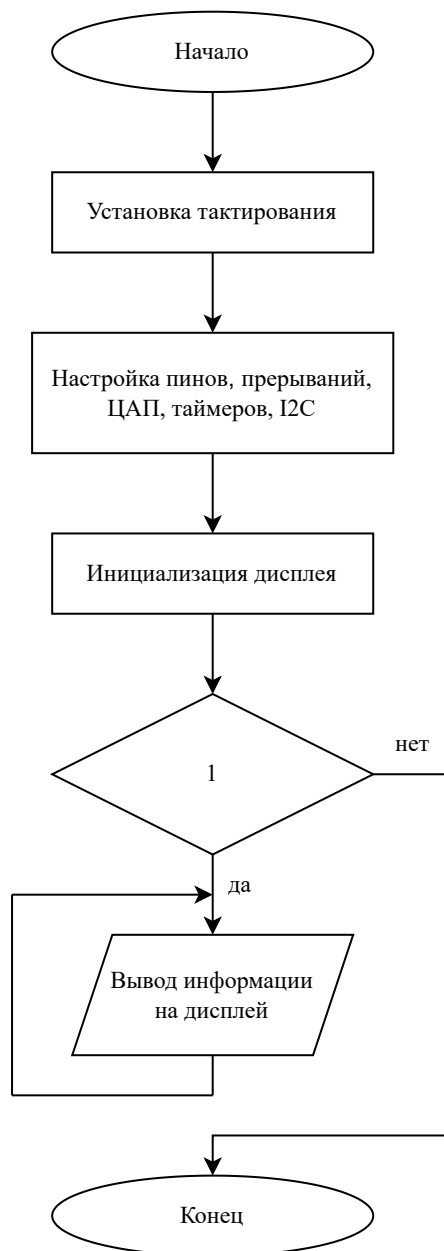 Начало
Установка тактирования
Настройка пинов, прерываний,
ЦАП, таймеров, I2C
Инициализация дисплея
1
нет
да
Вывод информации
на дисплей
Конец